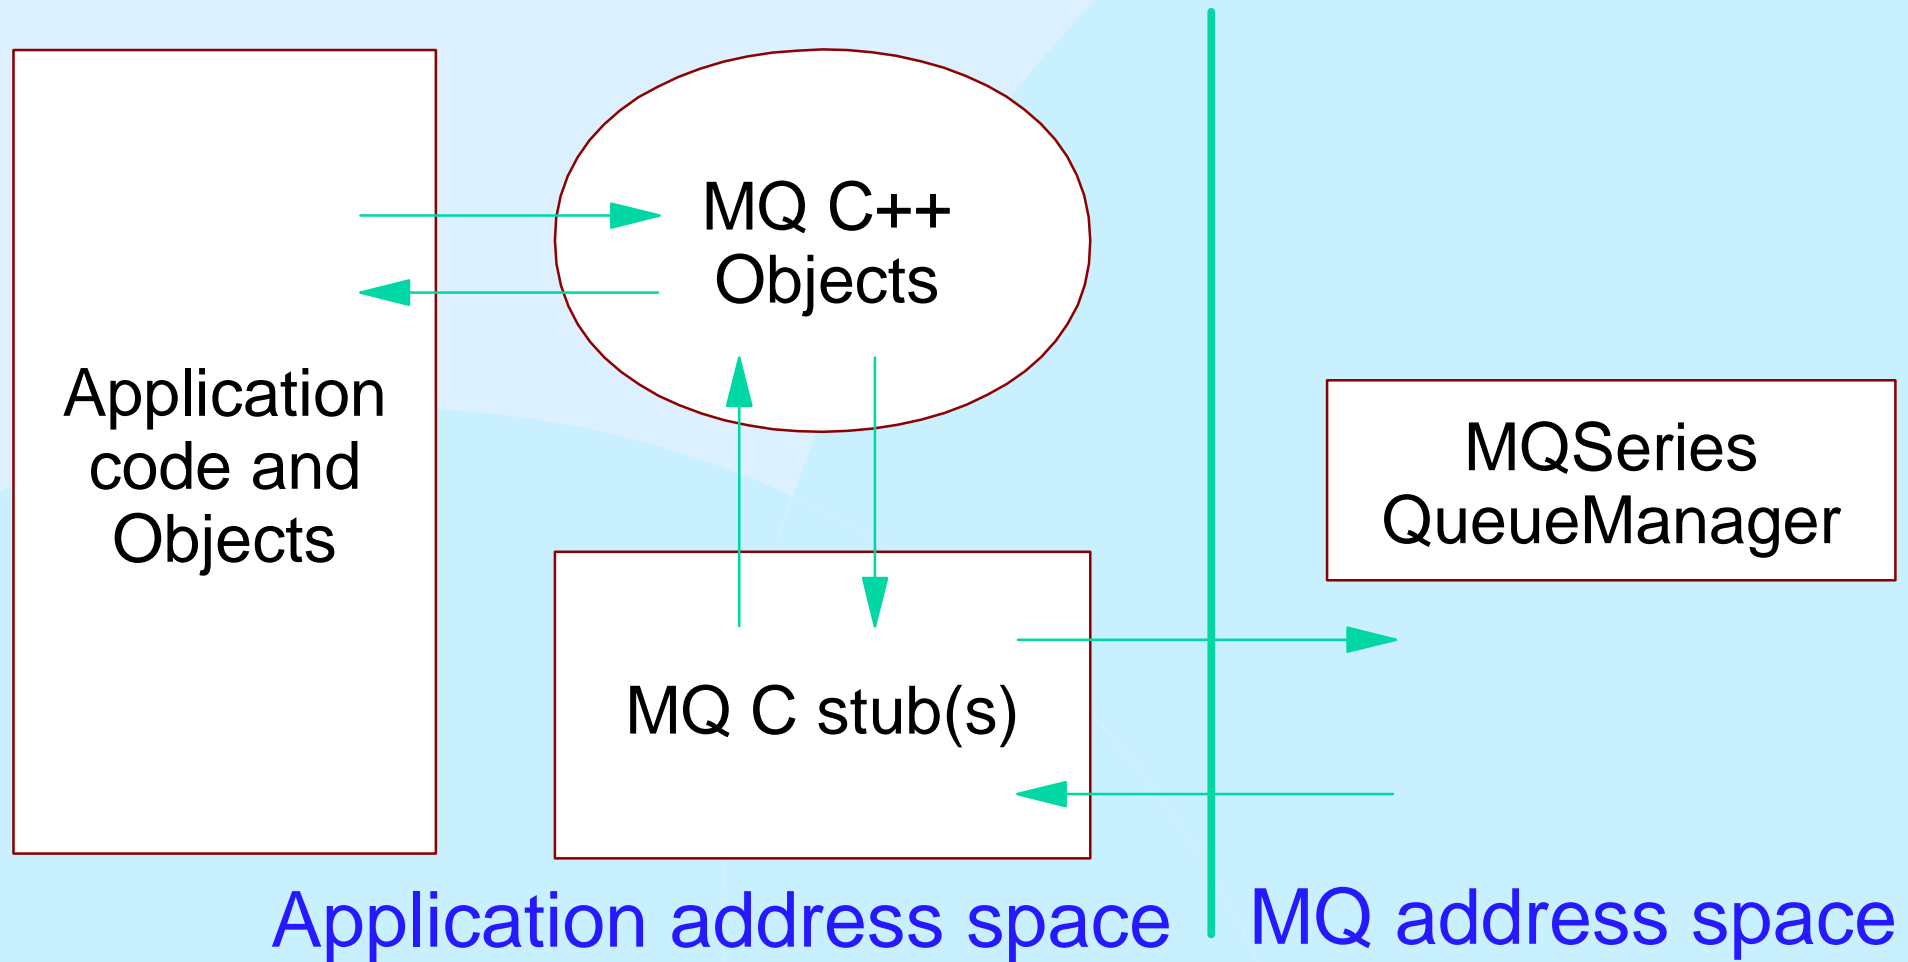 Application
code and
Objects
MQ C++
Objects
MQ C stub(s)
MQSeries
QueueManager
Application address space
MQ address space